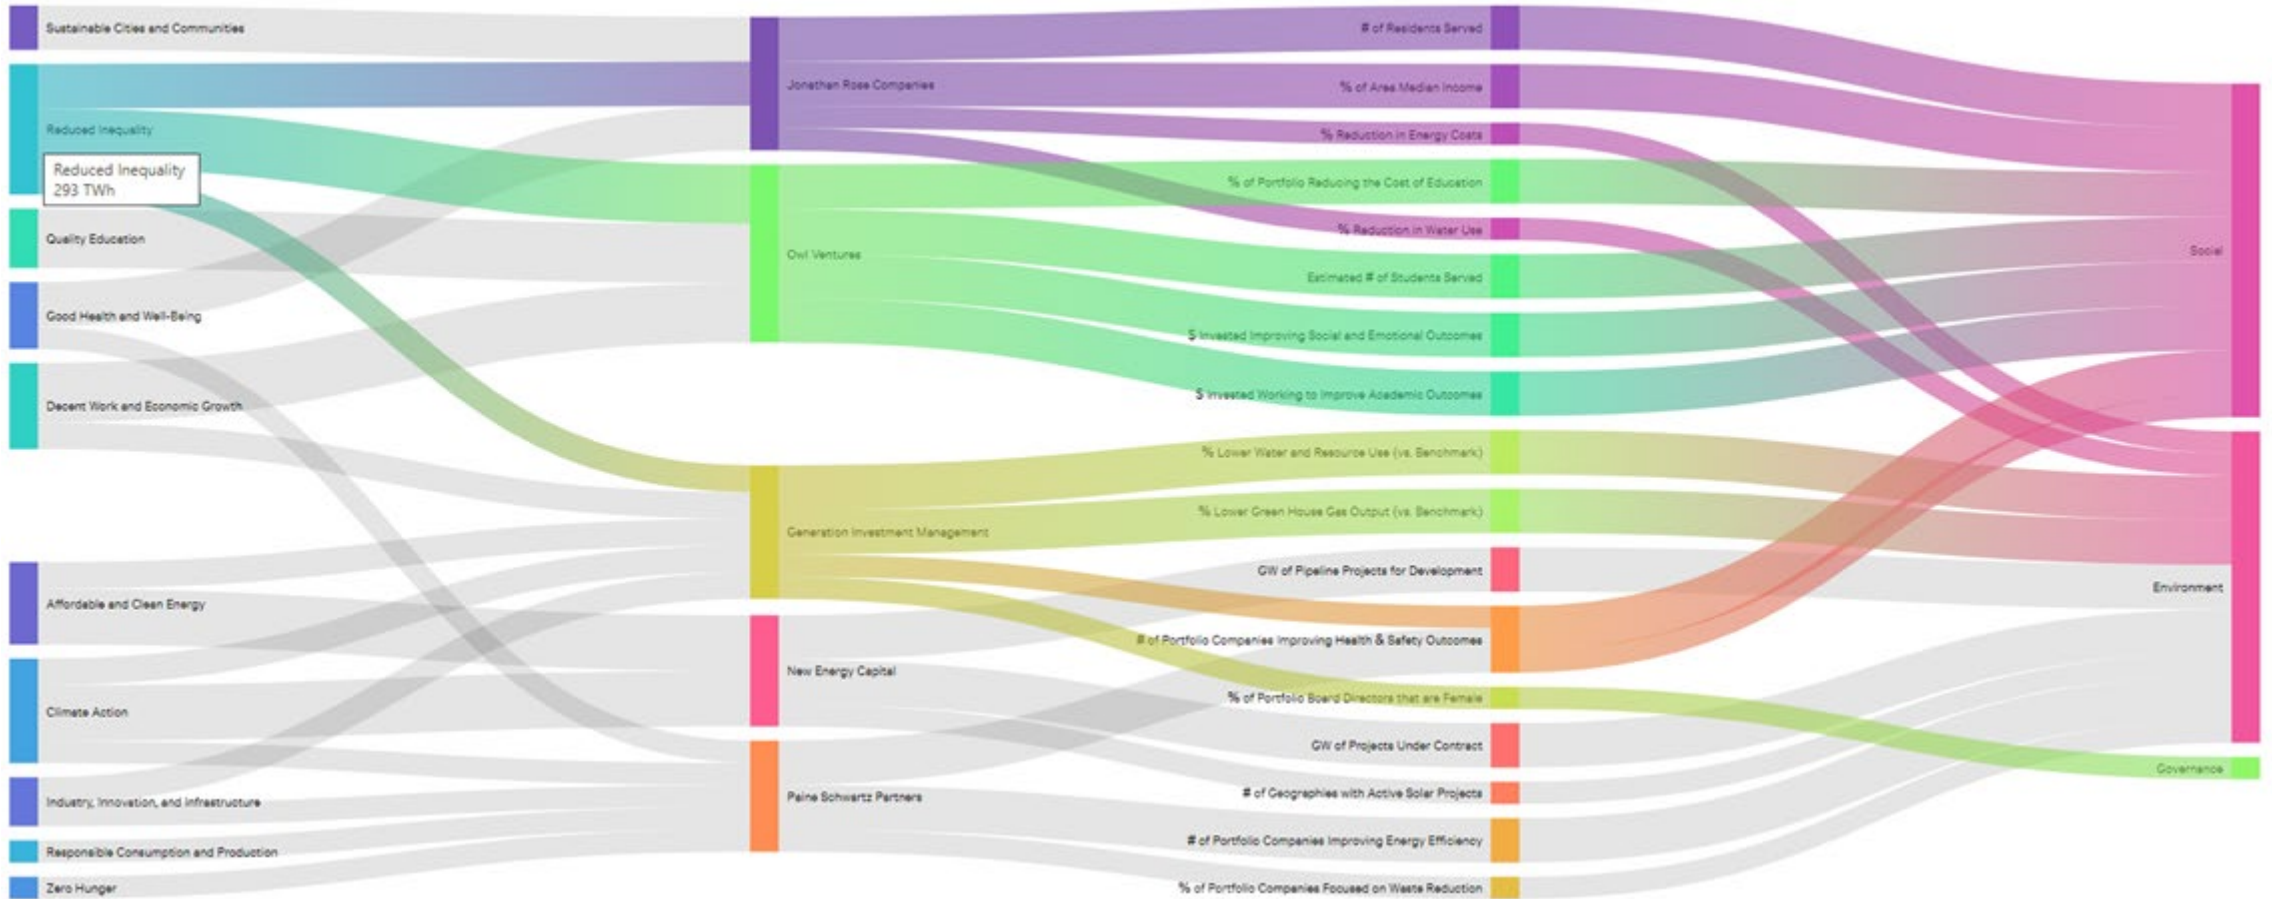 Sustainable Cities and Communities
Reduced Inequality
Reduced Inequality
293 TWh
Quality Education
Good Health and Well-Being
Decent Work and Economic Growth
Affordable and Clean Energy
Climate Action
Industry, Innovation, and Infrastructure
Responsible Consumption and Production
Zero Hunger
Jonathan Rose Companies
Owl Ventures
Generation Investment Management
New Energy Capital
Paine Schwartz Partners
# of Residents Served
% of Area Median Income
% Reduction in Energy Costs
% of Portfolio Reducing the Cost of Education
% Reduction in Water Use
Estimated # of Students Served
$ Invested Improving Social and Emotional Outcomes
$ Invested Working to Improve Academic Outcomes
% Lower Water and Resource Use (vs. Benchmark)
% Lower Green House Gas Output (vs. Benchmark)
GW of Pipeline Projects for Development
# of Portfolio Companies Improving Health & Safety Outcomes
% of Portfolio Board Directors that are Female
GW of Projects Under Contract
# of Geographies with Active Solar Projects
# of Portfolio Companies Improving Energy Efficiency
% of Portfolio Companies Focused on Waste Reduction
Social
Environment
Governance